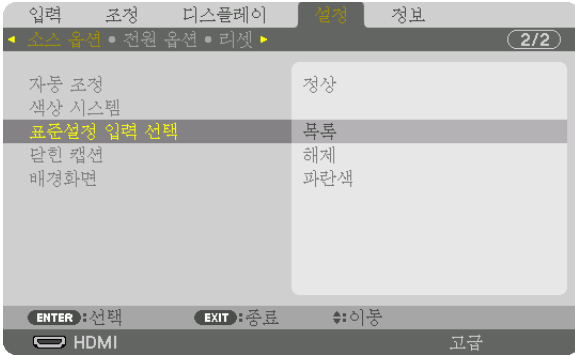 입력 조정 디스플레이 설정 정보
◀ 소스 옵션 ● 전원 옵션 ● 리셋 ▶ 2/2
자동 조정 정상
색상 시스템
표준설정 입력 선택 목록
닫힌 캡션 해제
배경화면 파란색
ENTER :선택 EXIT :종료 ♦:이동
HDMI 고급